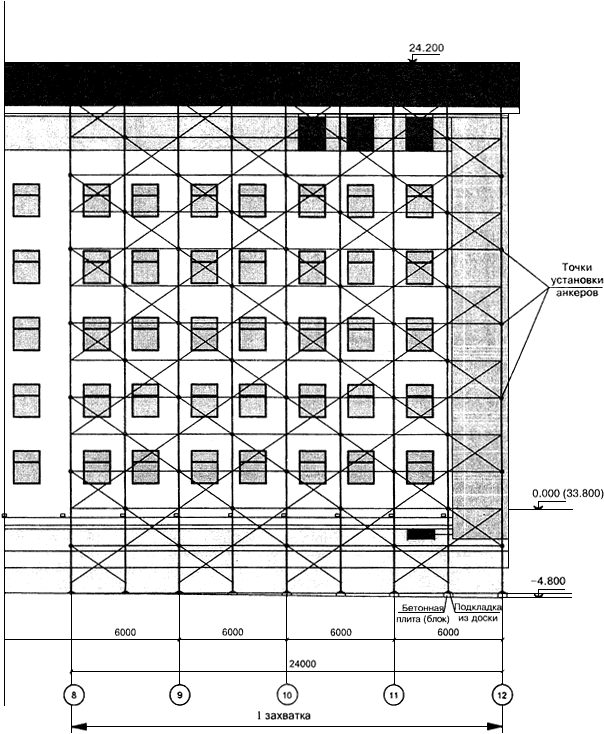 24.200
Точки
установки
анкеров
0.000 (33.800)
−4.800
Бетонная
плита (блок)
Подкладка
из доски
6000
6000
6000
6000
24000
8
9
10
11
12
1 захватка